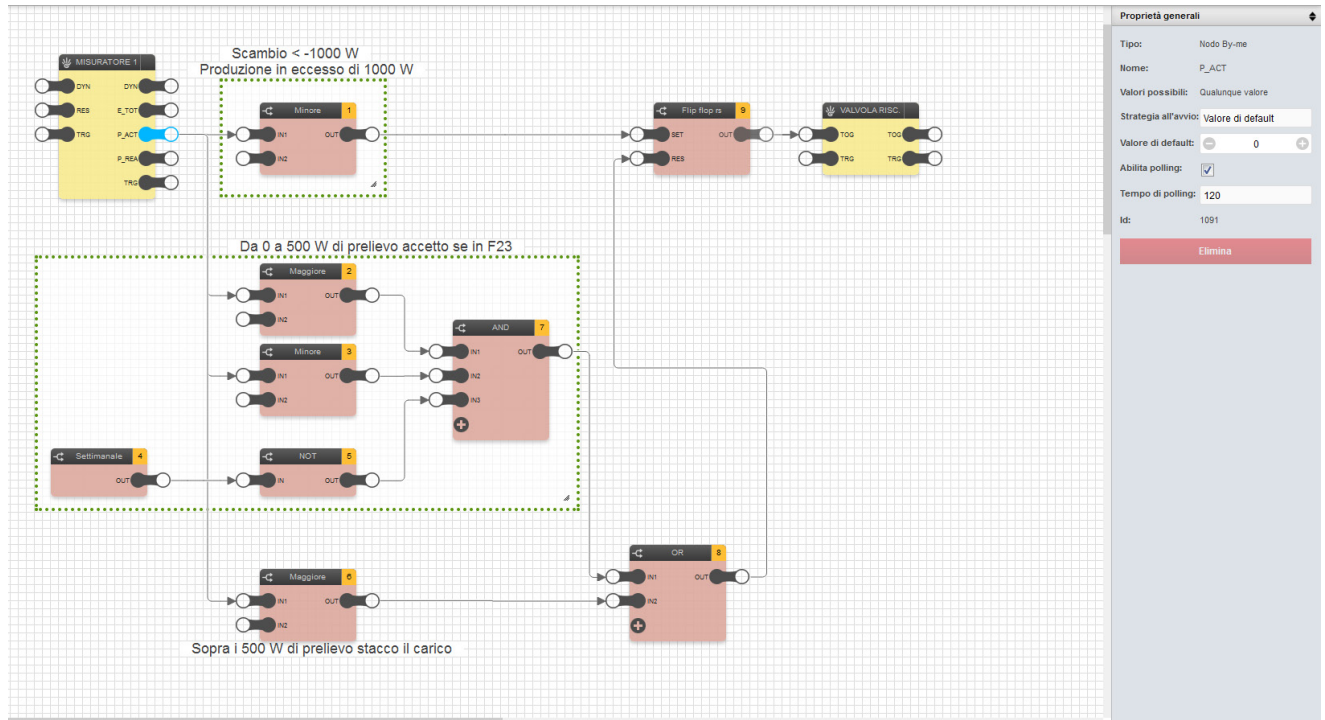 Scambio < -1000 W
Produzione in eccesso di 1000 W
MISURATORE 1
DYN DYN
RES E_TOT
TRG P_ACT
P_REA
TRG
Minore 1
IN1 OUT
IN2
Flip flop rs 9
SET OUT
RES
VALVOLA RISC.
TOG TOG
TRG TRG
Da 0 a 500 W di prelievo accetto se in F23
Maggiore 2
IN1 OUT
IN2
Minore 3
IN1 OUT
IN2
AND 7
IN1 OUT
IN2
IN3
Settimanale 4
OUT
NOT 5
IN OUT
Maggiore 6
IN1 OUT
IN2
Sopra i 500 W di prelievo stacco il carico
OR 8
IN1 OUT
IN2
Proprietà generali
Tipo: Nodo By-me
Nome: P_ACT
Valori possibili: Qualunque valore
Strategia all'avvio: Valore di default
Valore di default: 0
Abilita polling:
Tempo di polling: 120
Id: 1091
Elimina